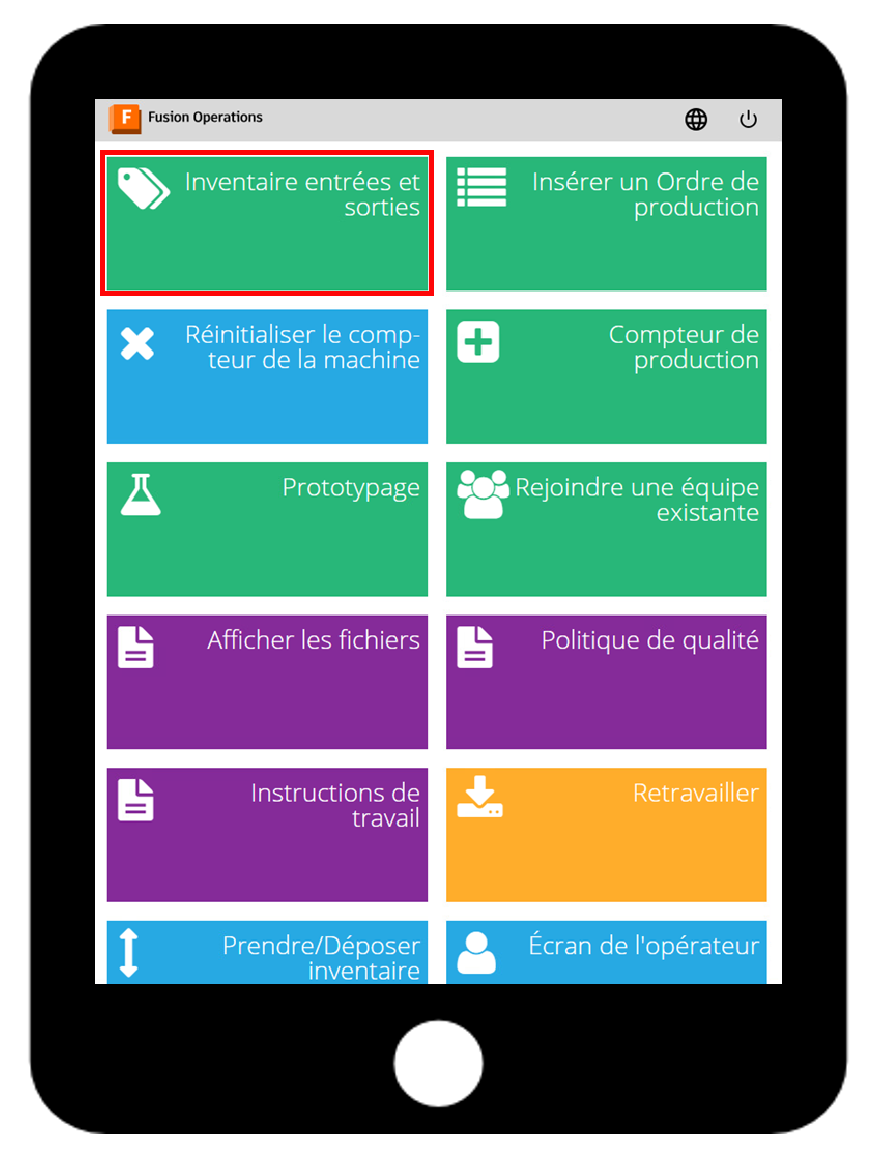 F
Fusion Operations
Inventaire entrées et
sorties
Insérer un Ordre de
production
Réinitialiser le comp-
teur de la machine
Compteur de
production
Prototypage
Rejoindre une équipe
existante
Afficher les fichiers
Politique de qualité
Instructions de
travail
Retravailler
Prendre/Déposer
inventaire
Écran de l'opérateur